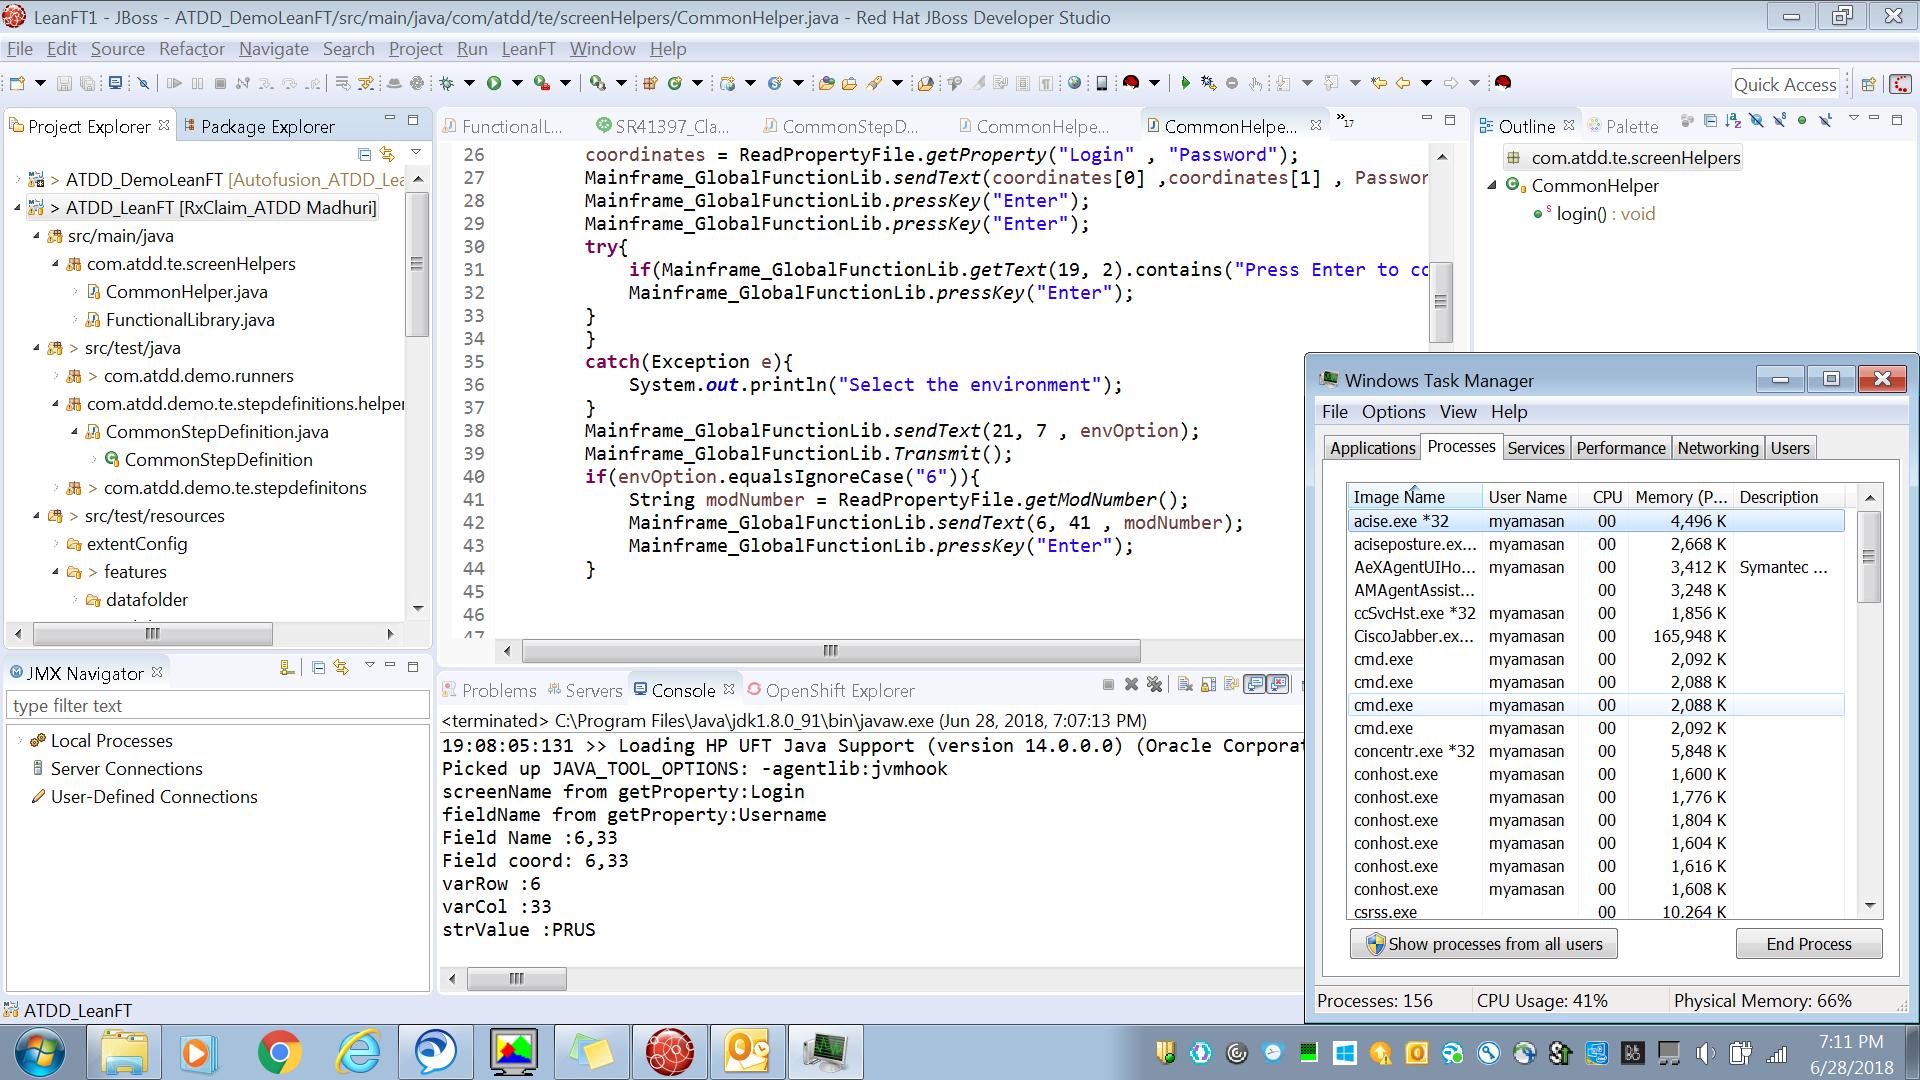 LeanFT1 - JBoss - ATDD_DemoLeanFT/src/main/java/com/atdd/te/screenHelpers/CommonHelper.java - Red Hat JBoss Developer Studio
File Edit Source Refactor Navigate Search Project Run LeanFT Window Help
Quick Access
Project Explorer Package Explorer
> ATDD_DemoLeanFT [Autofusion_ATDD_Lea
> ATDD_LeanFT [RxClaim_ATDD Madhuri]
src/main/java
com.atdd.te.screenHelpers
CommonHelper.java
FunctionalLibrary.java
> src/test/java
> com.atdd.demo.runners
com.atdd.demo.te.stepdefinitions.helper
CommonStepDefinition.java
CommonStepDefinition
> com.atdd.demo.te.stepdefinitons
> src/test/resources
extentConfig
> features
datafolder
JMX Navigator
type filter text
Local Processes
Server Connections
User-Defined Connections
ATDD_LeanFT
FunctionalL... SR41397_Cla... CommonStepD... CommonHelpe... CommonHelpe... »17
26 coordinates = ReadPropertyFile.getProperty("Login" , "Password");
27 Mainframe_GlobalFunctionLib.sendText(coordinates[0] ,coordinates[1] , Passwor
28 Mainframe_GlobalFunctionLib.pressKey("Enter");
29 Mainframe_GlobalFunctionLib.pressKey("Enter");
30 try{
31 if(Mainframe_GlobalFunctionLib.getText(19, 2).contains("Press Enter to co
32 Mainframe_GlobalFunctionLib.pressKey("Enter");
33 }
34 }
35 catch(Exception e){
36 System.out.println("Select the environment");
37 }
38 Mainframe_GlobalFunctionLib.sendText(21, 7 , envOption);
39 Mainframe_GlobalFunctionLib.Transmit();
40 if(envOption.equalsIgnoreCase("6")){
41 String modNumber = ReadPropertyFile.getModNumber();
42 Mainframe_GlobalFunctionLib.sendText(6, 41 , modNumber);
43 Mainframe_GlobalFunctionLib.pressKey("Enter");
44 }
45
46
47
Problems Servers Console OpenShift Explorer
<terminated> C:\Program Files\Java\jdk1.8.0_91\bin\javaw.exe (Jun 28, 2018, 7:07:13 PM)
19:08:05:131 >> Loading HP UFT Java Support (version 14.0.0.0) (Oracle Corporat
Picked up JAVA_TOOL_OPTIONS: -agentlib:jvmhook
screenName from getProperty:Login
fieldName from getProperty:Username
Field Name :6,33
Field coord: 6,33
varRow :6
varCol :33
strValue :PRUS
Outline Palette
com.atdd.te.screenHelpers
CommonHelper
login() : void
Windows Task Manager
File Options View Help
Applications Processes Services Performance Networking Users
Image Name User Name CPU Memory (P... Description
acise.exe *32 myamasan 00 4,496 K
aciseposture.ex... myamasan 00 2,668 K
AeXAgentUIHo... myamasan 00 3,412 K Symantec ...
AMAgentAssist... 00 3,248 K
ccSvcHst.exe *32 myamasan 00 1,856 K
CiscoJabber.ex... myamasan 00 165,948 K
cmd.exe myamasan 00 2,092 K
cmd.exe myamasan 00 2,088 K
cmd.exe myamasan 00 2,088 K
cmd.exe myamasan 00 2,092 K
concentr.exe *32 myamasan 00 5,848 K
conhost.exe myamasan 00 1,600 K
conhost.exe myamasan 00 1,776 K
conhost.exe myamasan 00 1,804 K
conhost.exe myamasan 00 1,604 K
conhost.exe myamasan 00 1,616 K
conhost.exe myamasan 00 1,608 K
csrss.exe 00 10,264 K
Show processes from all users End Process
Processes: 156 CPU Usage: 41% Physical Memory: 66%
7:11 PM
6/28/2018